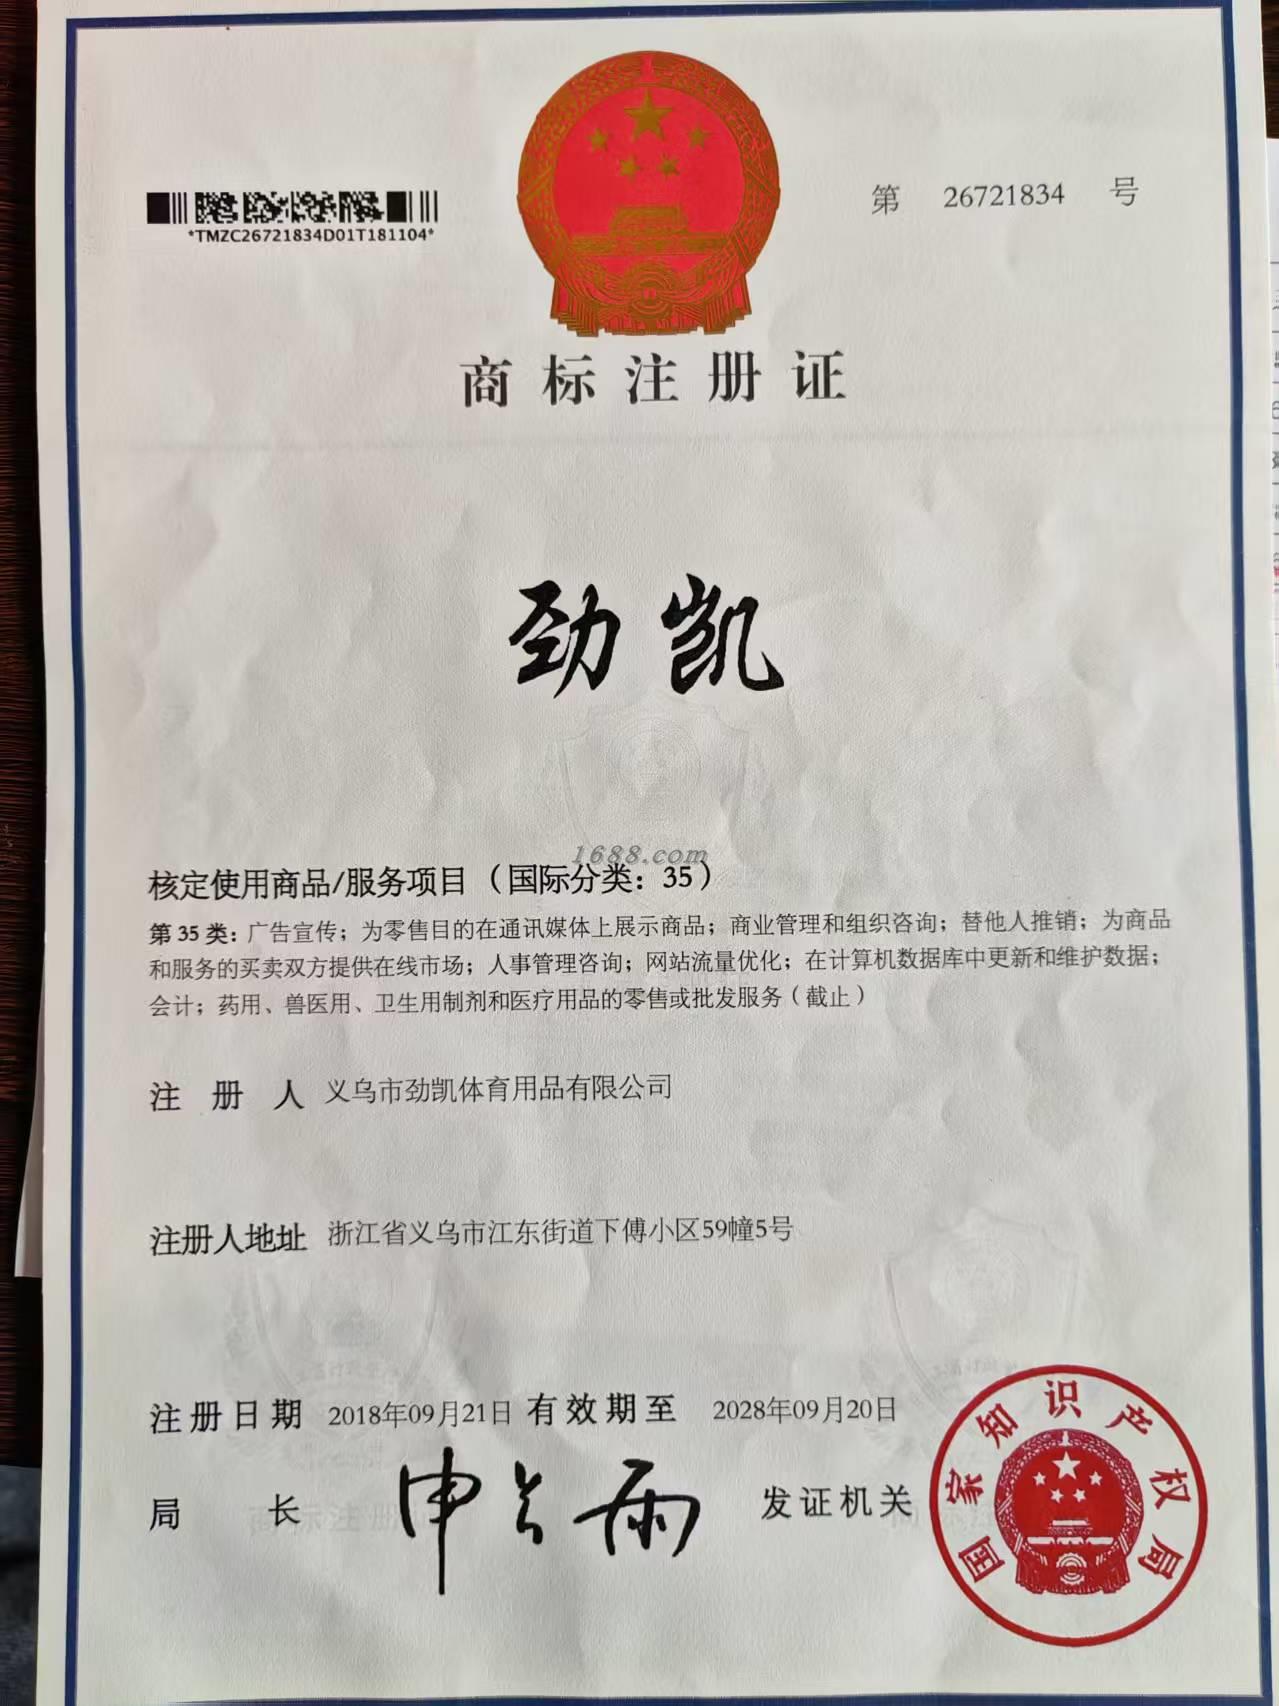 第 26721834 号
*TMZC26721834D01T181104*
商标注册证
劲凯
1688.com
核定使用商品/服务项目（国际分类：35）
第 35 类：广告宣传；为零售目的在通讯媒体上展示商品；商业管理和组织咨询；替他人推销；为商品
和服务的买卖双方提供在线市场；人事管理咨询；网站流量优化；在计算机数据库中更新和维护数据；
会计；药用、兽医用、卫生用制剂和医疗用品的零售或批发服务（截止）
注 册 人 义乌市劲凯体育用品有限公司
注册人地址 浙江省义乌市江东街道下傅小区59幢5号
注册日期 2018年09月21日 有效期至 2028年09月20日
局 长 申长雨 发证机关
国家知识产权局